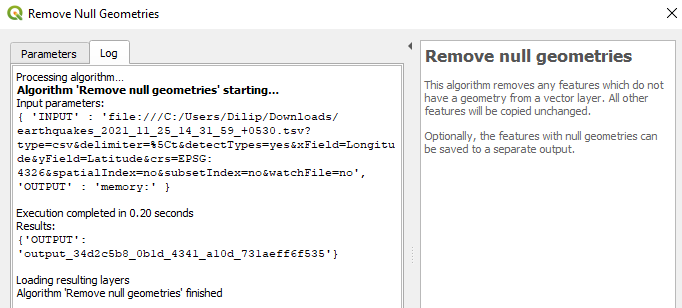 Remove Null Geometries
Parameters
Log
Processing algorithm...
Algorithm 'Remove null geometries' starting...
Input parameters:
{ 'INPUT' : 'file:///C:/Users/Dilip/Downloads/
earthquakes_2021_11_25_14_31_59_+0530.tsv?
type=csv&delimiter=%5Ct&detectTypes=yes&xField=Longitu
de&yField=Latitude&crs=EPSG:
4326&spatialIndex=no&subsetIndex=no&watchFile=no',
'OUTPUT' : 'memory:' }
Execution completed in 0.20 seconds
Results:
{'OUTPUT':
'output_34d2c5b8_0b1d_4341_a10d_731aeff6f535'}
Loading resulting layers
Algorithm 'Remove null geometries' finished
Remove null geometries
This algorithm removes any features which do not
have a geometry from a vector layer. All other
features will be copied unchanged.
Optionally, the features with null geometries can
be saved to a separate output.